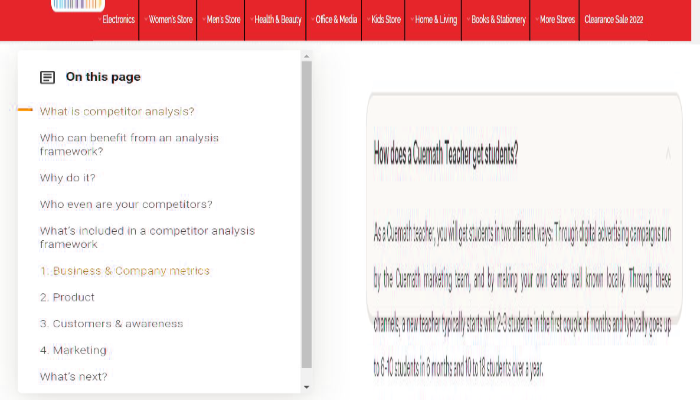 Electronics Women's Store Men's Store Health & Beauty Office & Media Kids Store Home & Living Books & Stationery More Stores Clearance Sale 2022
On this page
What is competitor analysis?
Who can benefit from an analysis
framework?
Why do it?
Who even are your competitors?
What's included in a competitor analysis
framework
1. Business & Company metrics
2. Product
3. Customers & awareness
4. Marketing
What's next?
How does a Cuemath Teacher get students?
As a Cuemath teacher, you will get students in two different ways: Through digital advertising campaigns run
by the Cuemath marketing team, and by making your own center well known locally. Through these
channels, a new teacher typically starts with 2-3 students in the first couple of months and typically goes up
to 6-10 students in 6 months and 10 to 18 students over a year.